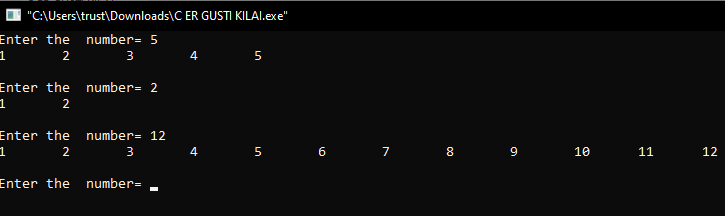 "C:\Users\trust\Downloads\C ER GUSTI KILAI.exe"
Enter the  number= 5
1       2       3       4       5
Enter the  number= 2
1       2
Enter the  number= 12
1       2       3       4       5       6       7       8       9       10      11      12
Enter the  number=